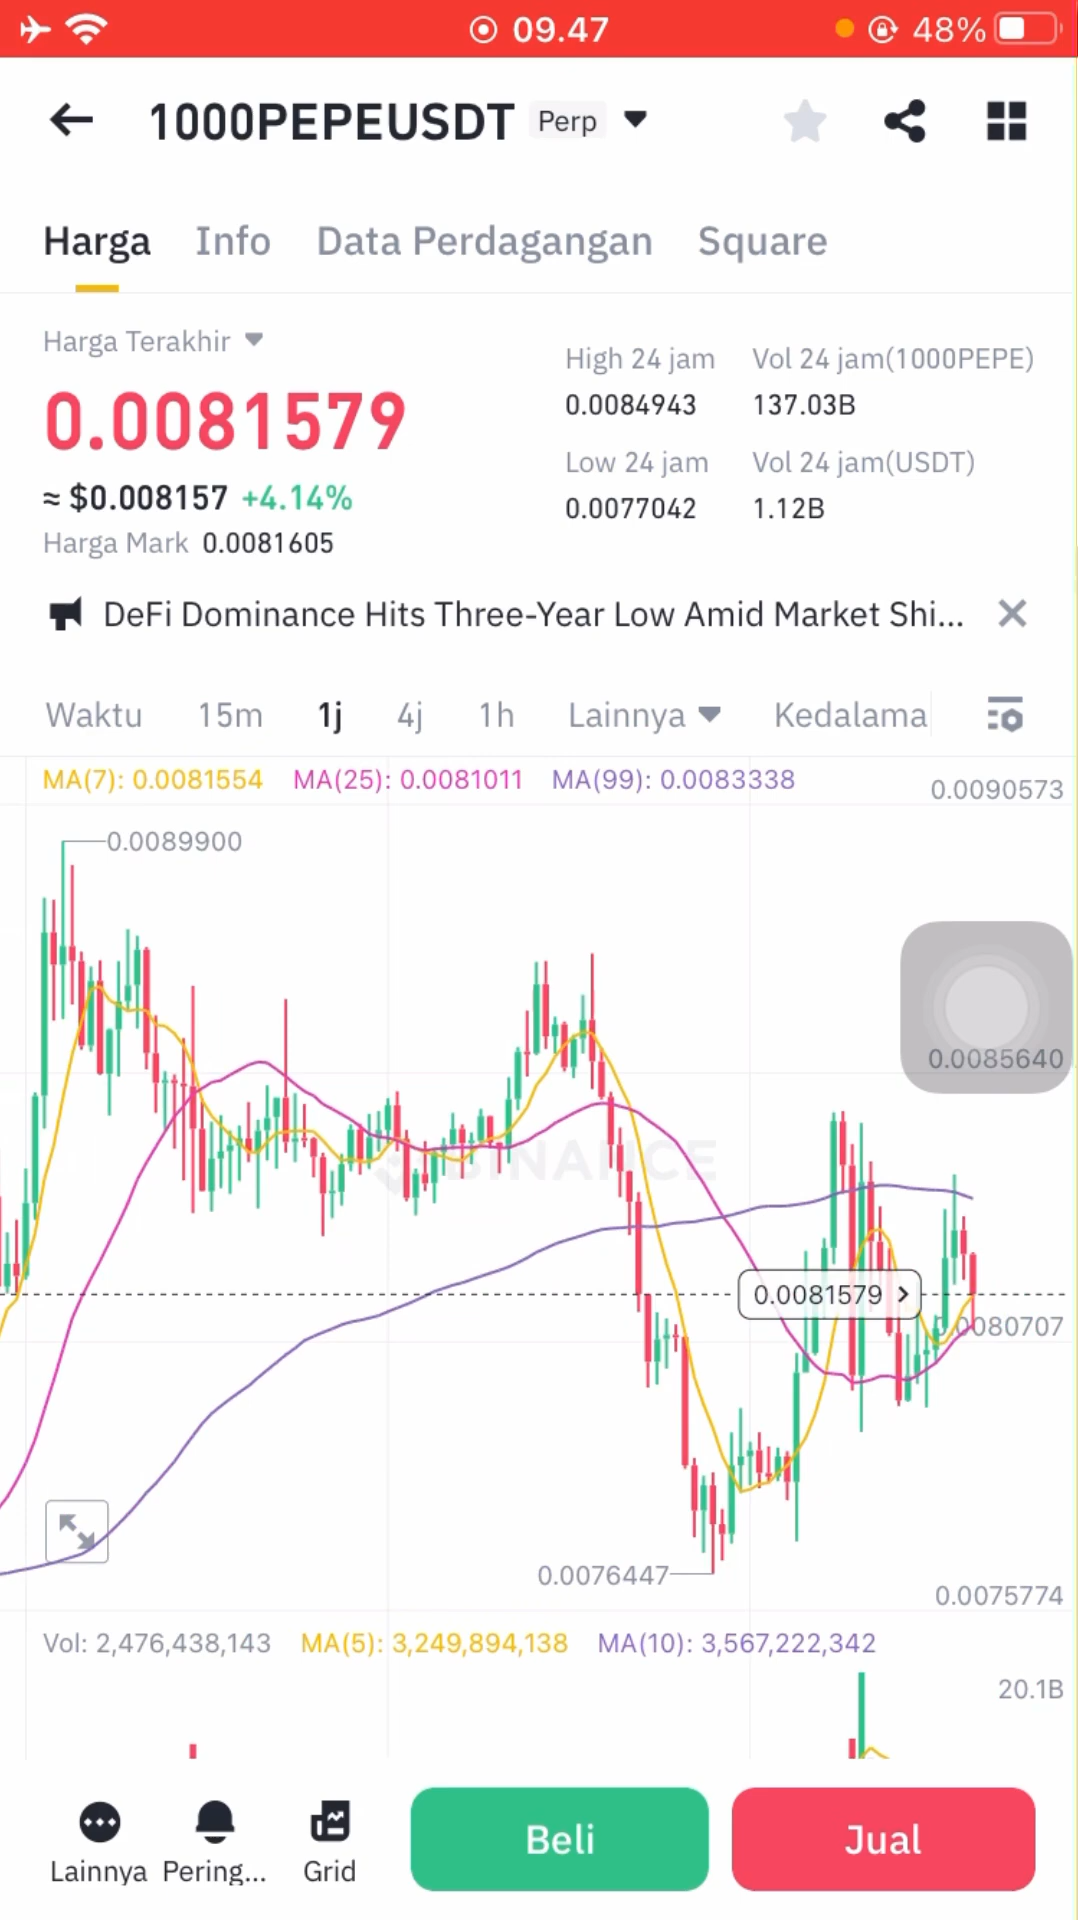 09.47
48%
1000PEPEUSDT Perp
Harga Info Data Perdagangan Square
Harga Terakhir
0.0081579
≈ $0.008157 +4.14%
Harga Mark 0.0081605
High 24 jam Vol 24 jam(1000PEPE)
0.0084943 137.03B
Low 24 jam Vol 24 jam(USDT)
0.0077042 1.12B
DeFi Dominance Hits Three-Year Low Amid Market Shi...
Waktu 15m 1j 4j 1h Lainnya Kedalama
MA(7): 0.0081554 MA(25): 0.0081011 MA(99): 0.0083338
0.0090573
0.0089900
0.0085640
BINANCE
0.0081579
0.0080707
0.0076447
0.0075774
Vol: 2,476,438,143 MA(5): 3,249,894,138 MA(10): 3,567,222,342
20.1B
Lainnya Pering... Grid
Beli
Jual